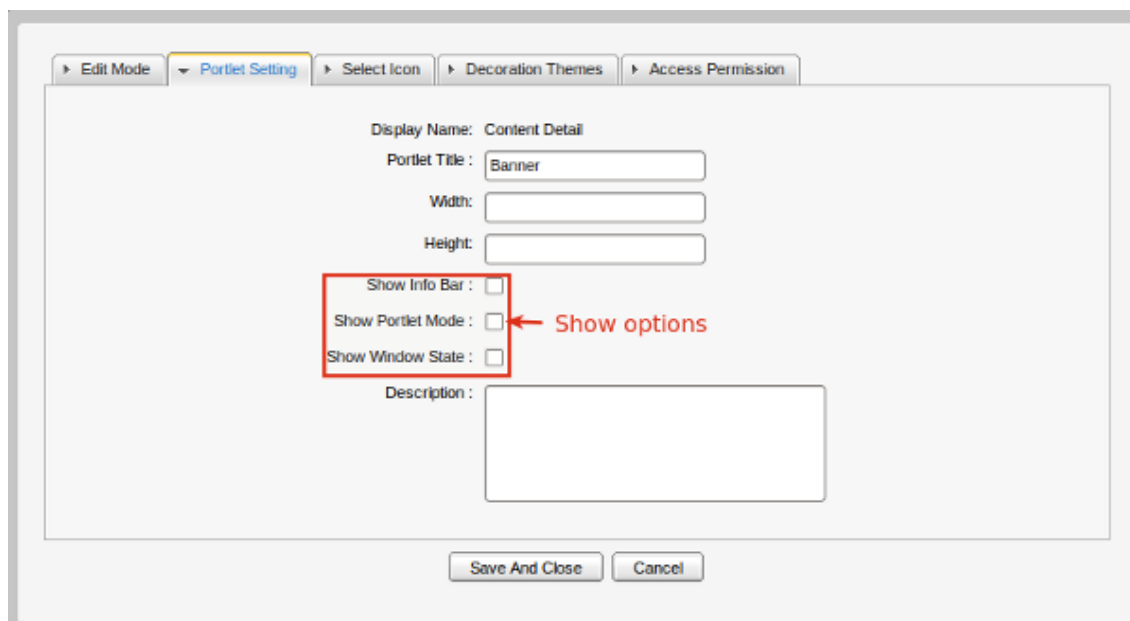 Edit Mode Portlet Setting Select Icon Decoration Themes Access Permission
Display Name: Content Detail
Portlet Title : Banner
Width:
Height:
Show Info Bar :
Show Portlet Mode : Show options
Show Window State :
Description :
Save And Close Cancel